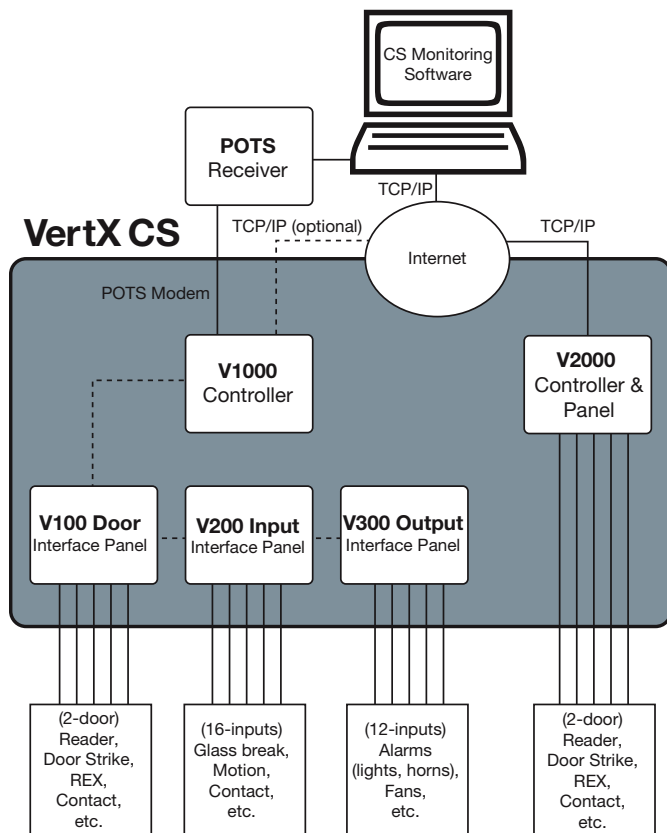 CS Monitoring
Software
POTS
Receiver
TCP/IP
VertX CS
TCP/IP (optional)
TCP/IP
Internet
POTS Modem
V1000
Controller
V2000
Controller &
Panel
V100 Door
Interface Panel
V200 Input
Interface Panel
V300 Output
Interface Panel
(2-door)
Reader,
Door Strike,
REX,
Contact,
etc.
(16-inputs)
Glass break,
Motion,
Contact,
etc.
(12-inputs)
Alarms
(lights, horns),
Fans,
etc.
(2-door)
Reader,
Door Strike,
REX,
Contact,
etc.